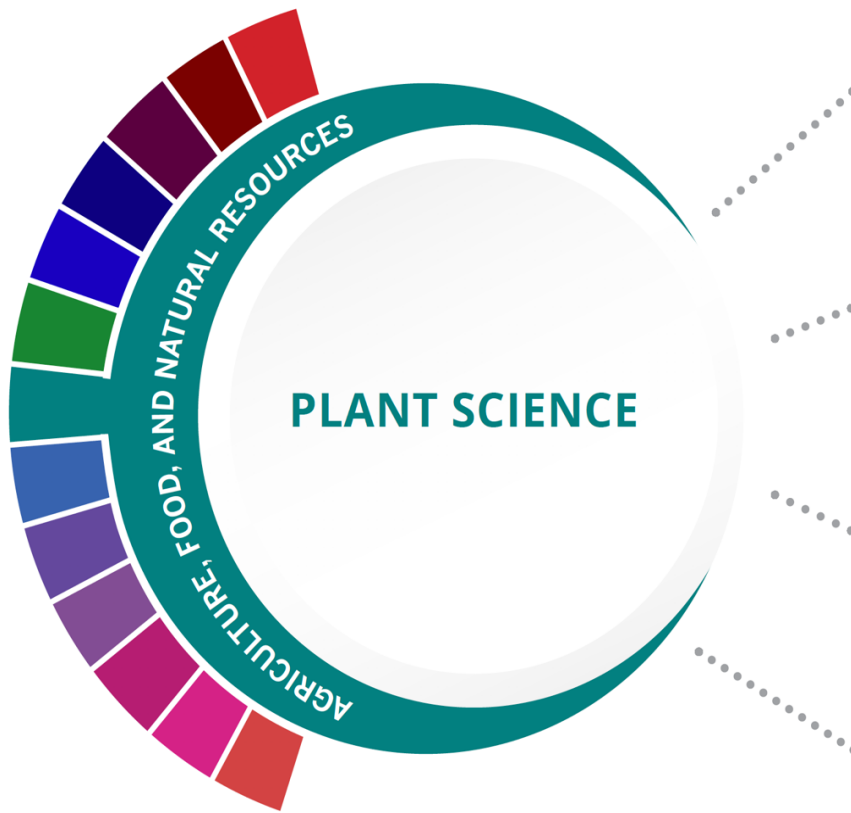 AGRICULTURE, FOOD, AND NATURAL RESOURCES
PLANT SCIENCE